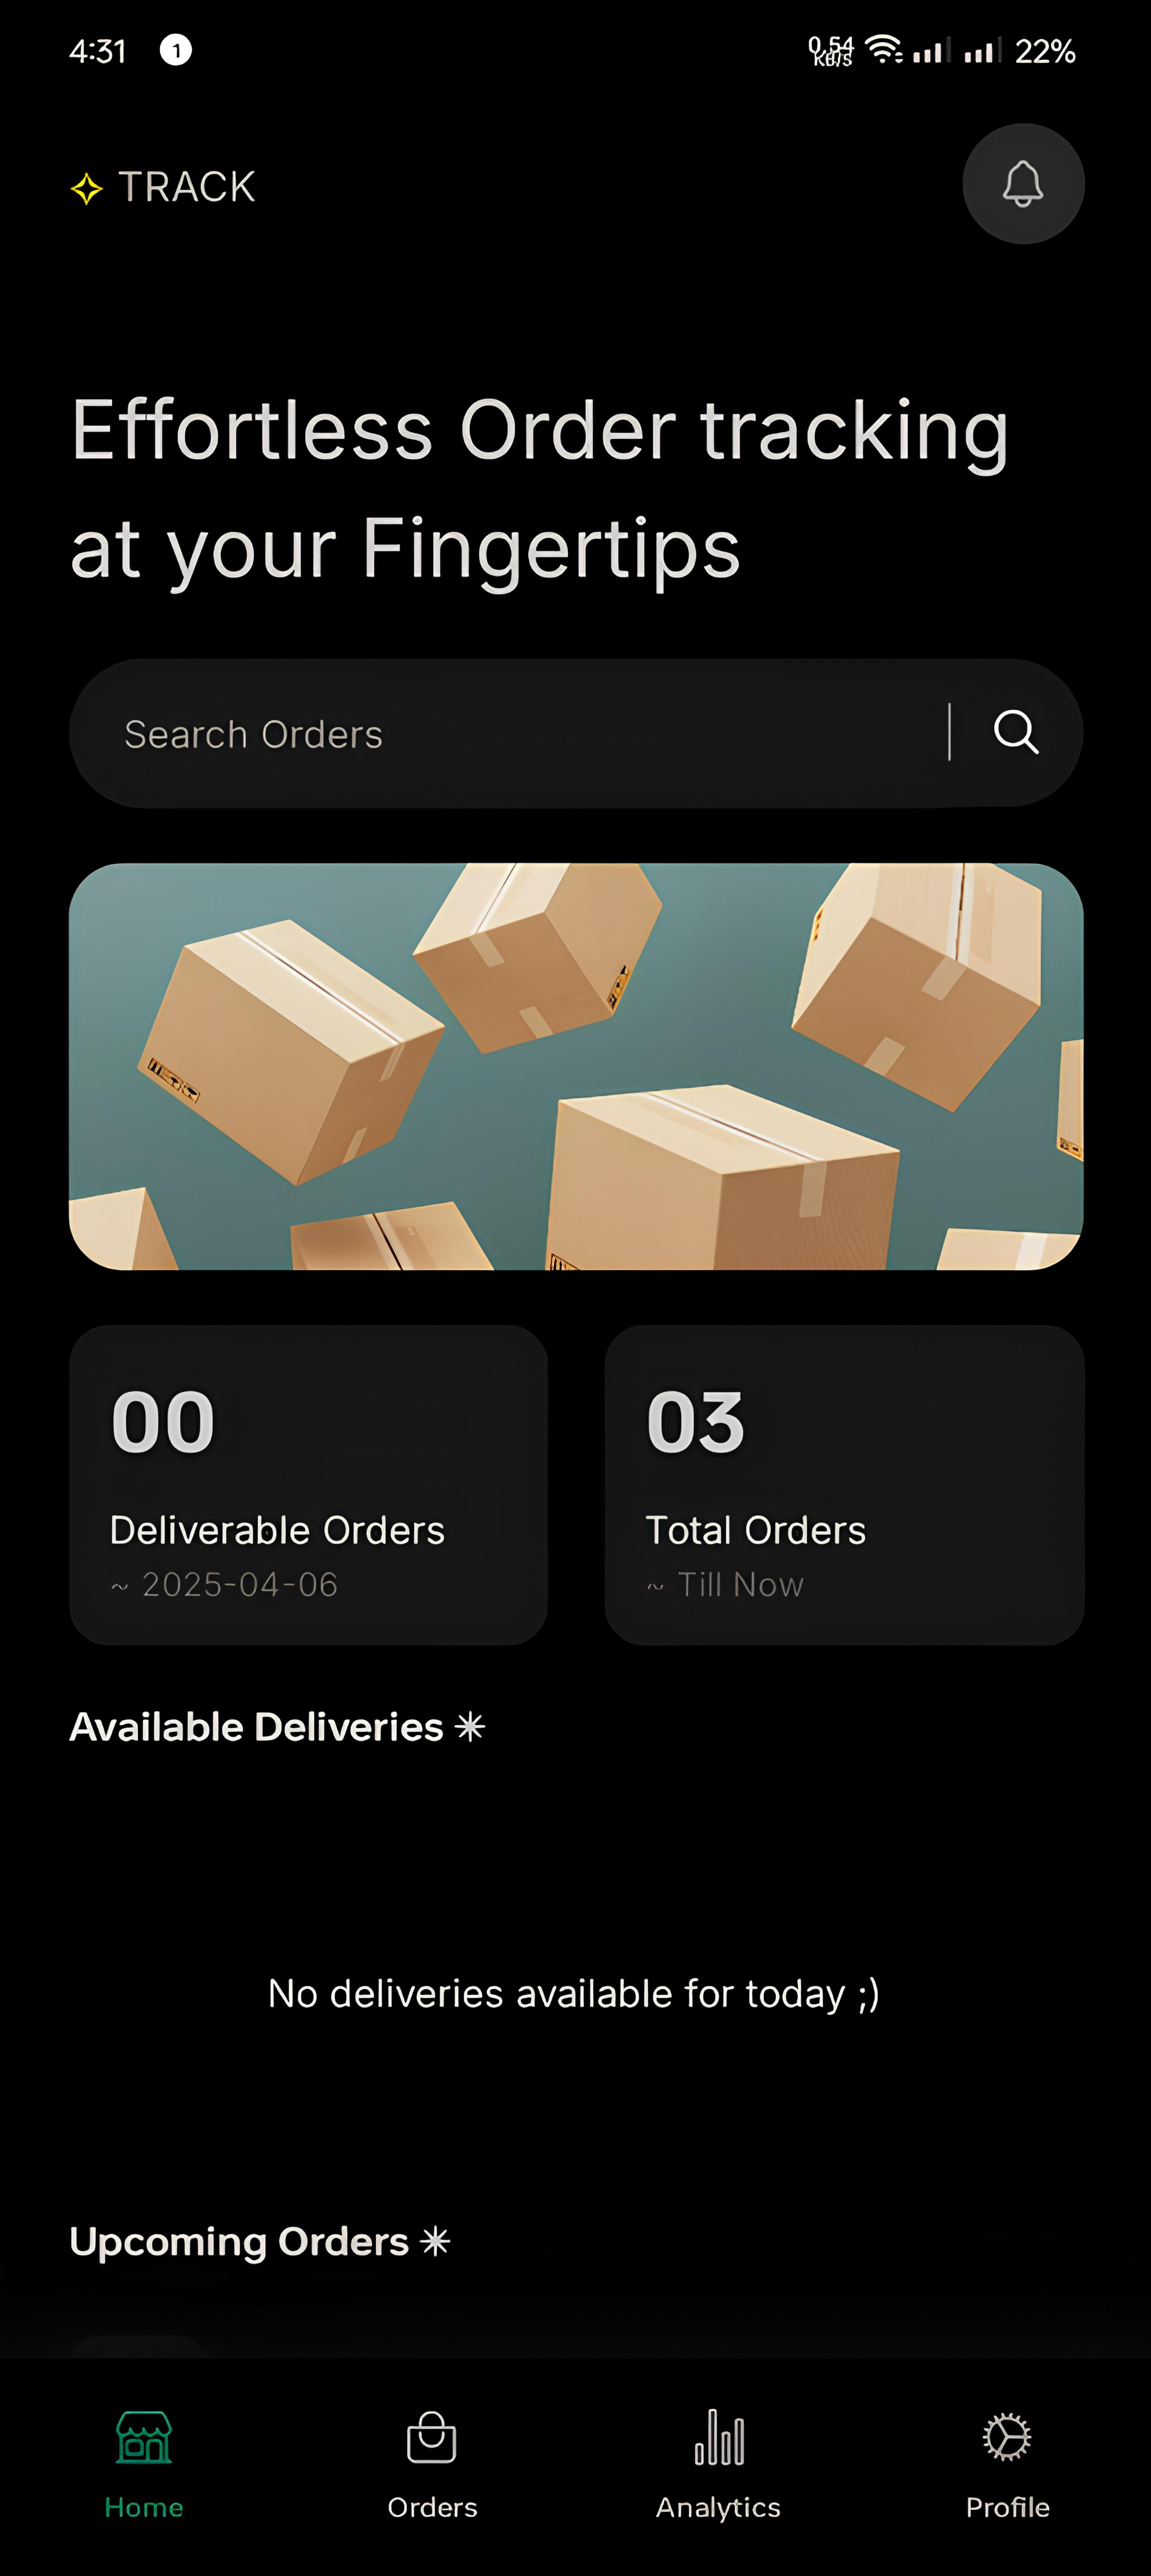 4:31 1 0.54 KB/S 22%
TRACK
Effortless Order tracking
at your Fingertips
Search Orders
00
Deliverable Orders
~ 2025-04-06
03
Total Orders
~ Till Now
Available Deliveries ✳
No deliveries available for today ;)
Upcoming Orders ✳
Home Orders Analytics Profile